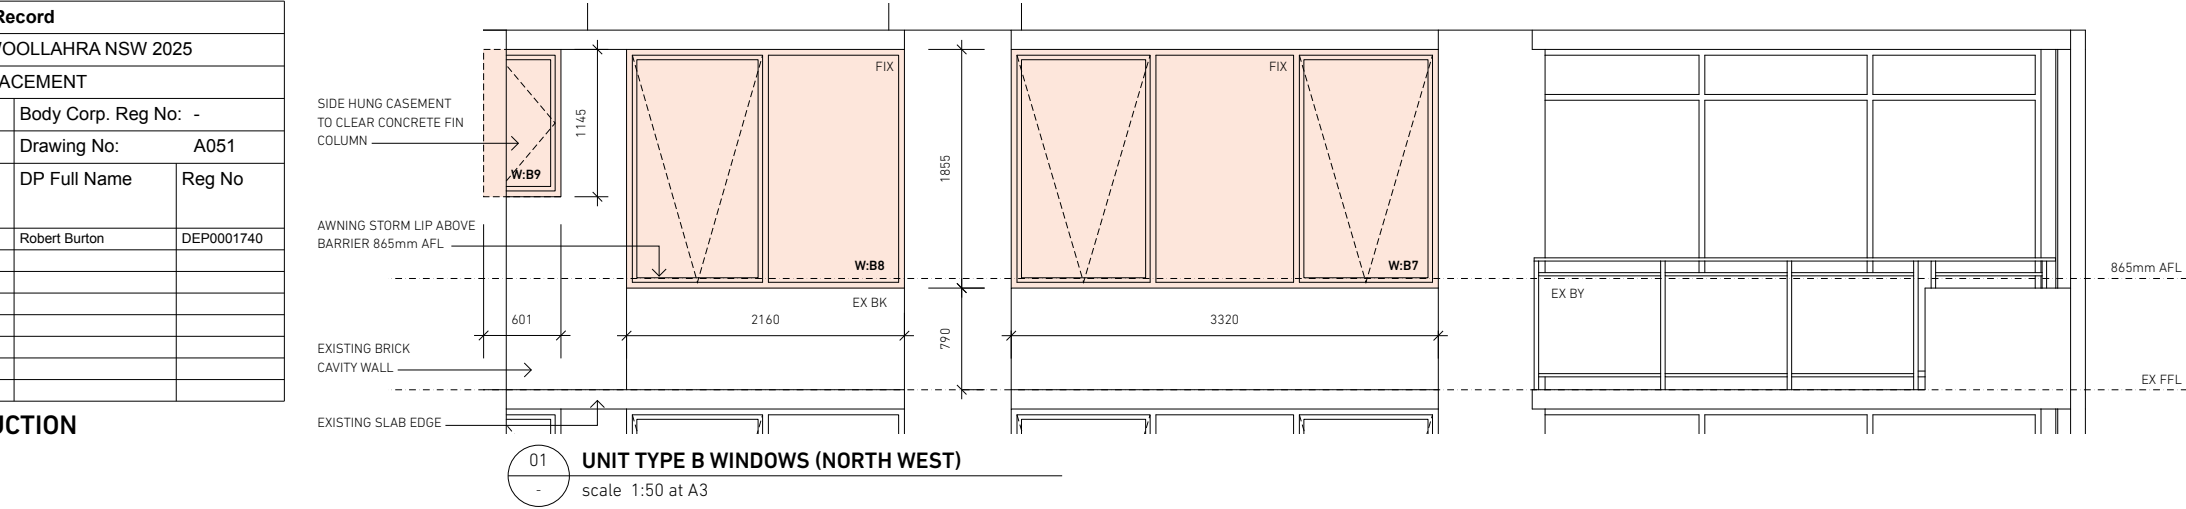 Record
WOOLLAHRA NSW 2025
ACEMENT
Body Corp. Reg No: -
Drawing No: A051
DP Full Name Reg No
Robert Burton DEP0001740
UCTION
SIDE HUNG CASEMENT
TO CLEAR CONCRETE FIN
COLUMN
W:B9
1145
FIX
W:B8
1855
FIX
W:B7
AWNING STORM LIP ABOVE
BARRIER 865mm AFL
865mm AFL
EX BK
EX BY
601
2160
790
3320
EXISTING BRICK
CAVITY WALL
EX FFL
EXISTING SLAB EDGE
01
-
UNIT TYPE B WINDOWS (NORTH WEST)
scale 1:50 at A3